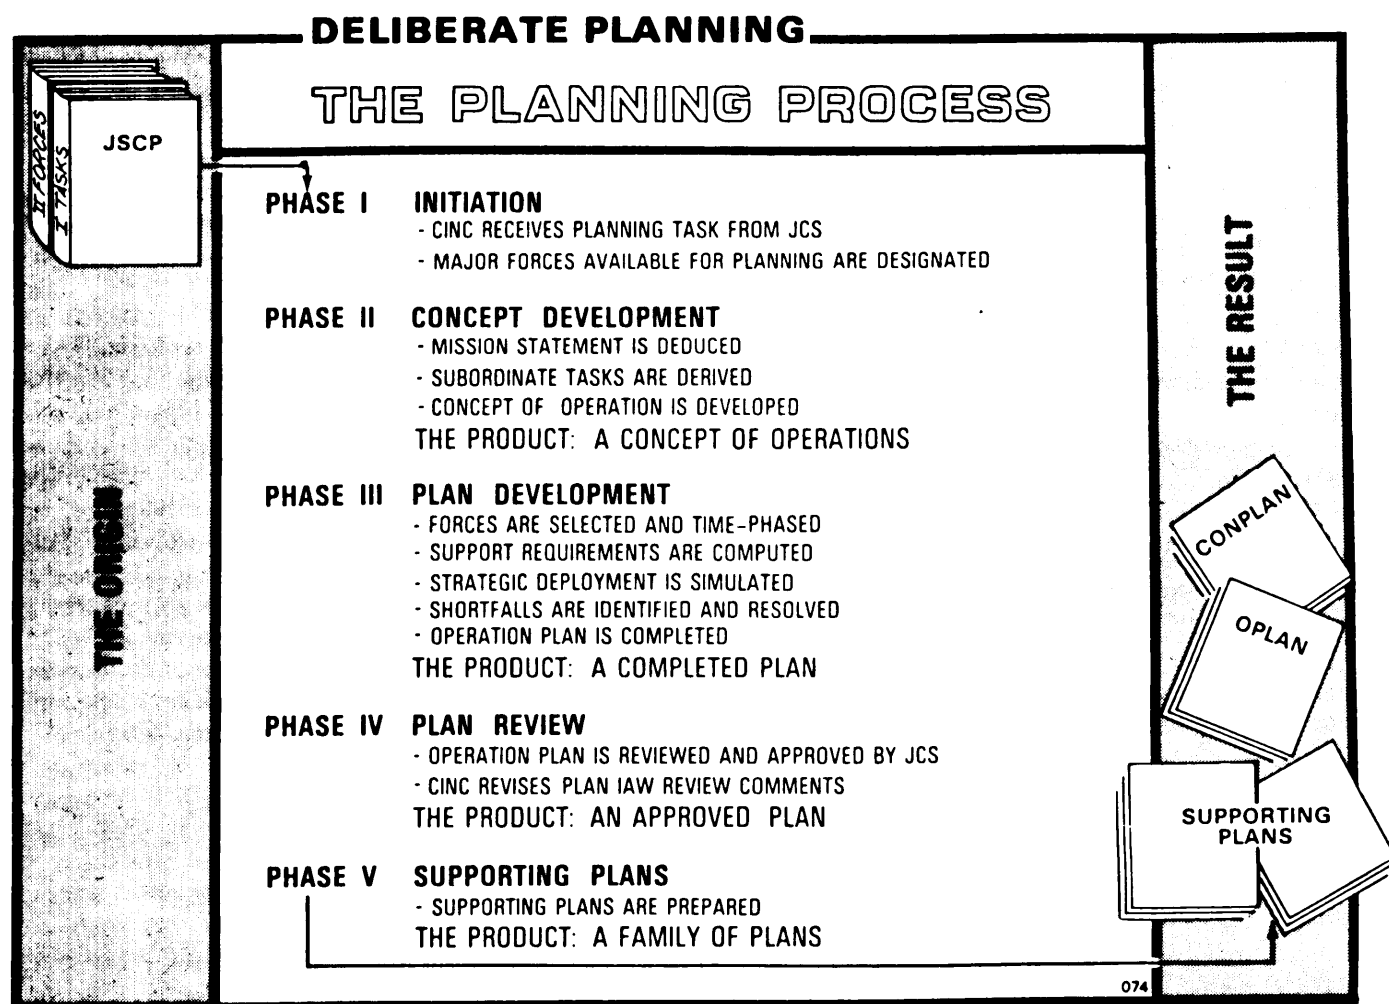 DELIBERATE PLANNING
THE PLANNING PROCESS
II FORCES
I TASKS
JSCP
THE ORIGIN
PHASE I INITIATION
- CINC RECEIVES PLANNING TASK FROM JCS
- MAJOR FORCES AVAILABLE FOR PLANNING ARE DESIGNATED
PHASE II CONCEPT DEVELOPMENT
- MISSION STATEMENT IS DEDUCED
- SUBORDINATE TASKS ARE DERIVED
- CONCEPT OF OPERATION IS DEVELOPED
THE PRODUCT: A CONCEPT OF OPERATIONS
PHASE III PLAN DEVELOPMENT
- FORCES ARE SELECTED AND TIME-PHASED
- SUPPORT REQUIREMENTS ARE COMPUTED
- STRATEGIC DEPLOYMENT IS SIMULATED
- SHORTFALLS ARE IDENTIFIED AND RESOLVED
- OPERATION PLAN IS COMPLETED
THE PRODUCT: A COMPLETED PLAN
PHASE IV PLAN REVIEW
- OPERATION PLAN IS REVIEWED AND APPROVED BY JCS
- CINC REVISES PLAN IAW REVIEW COMMENTS
THE PRODUCT: AN APPROVED PLAN
PHASE V SUPPORTING PLANS
- SUPPORTING PLANS ARE PREPARED
THE PRODUCT: A FAMILY OF PLANS
THE RESULT
CONPLAN
OPLAN
SUPPORTING
PLANS
074